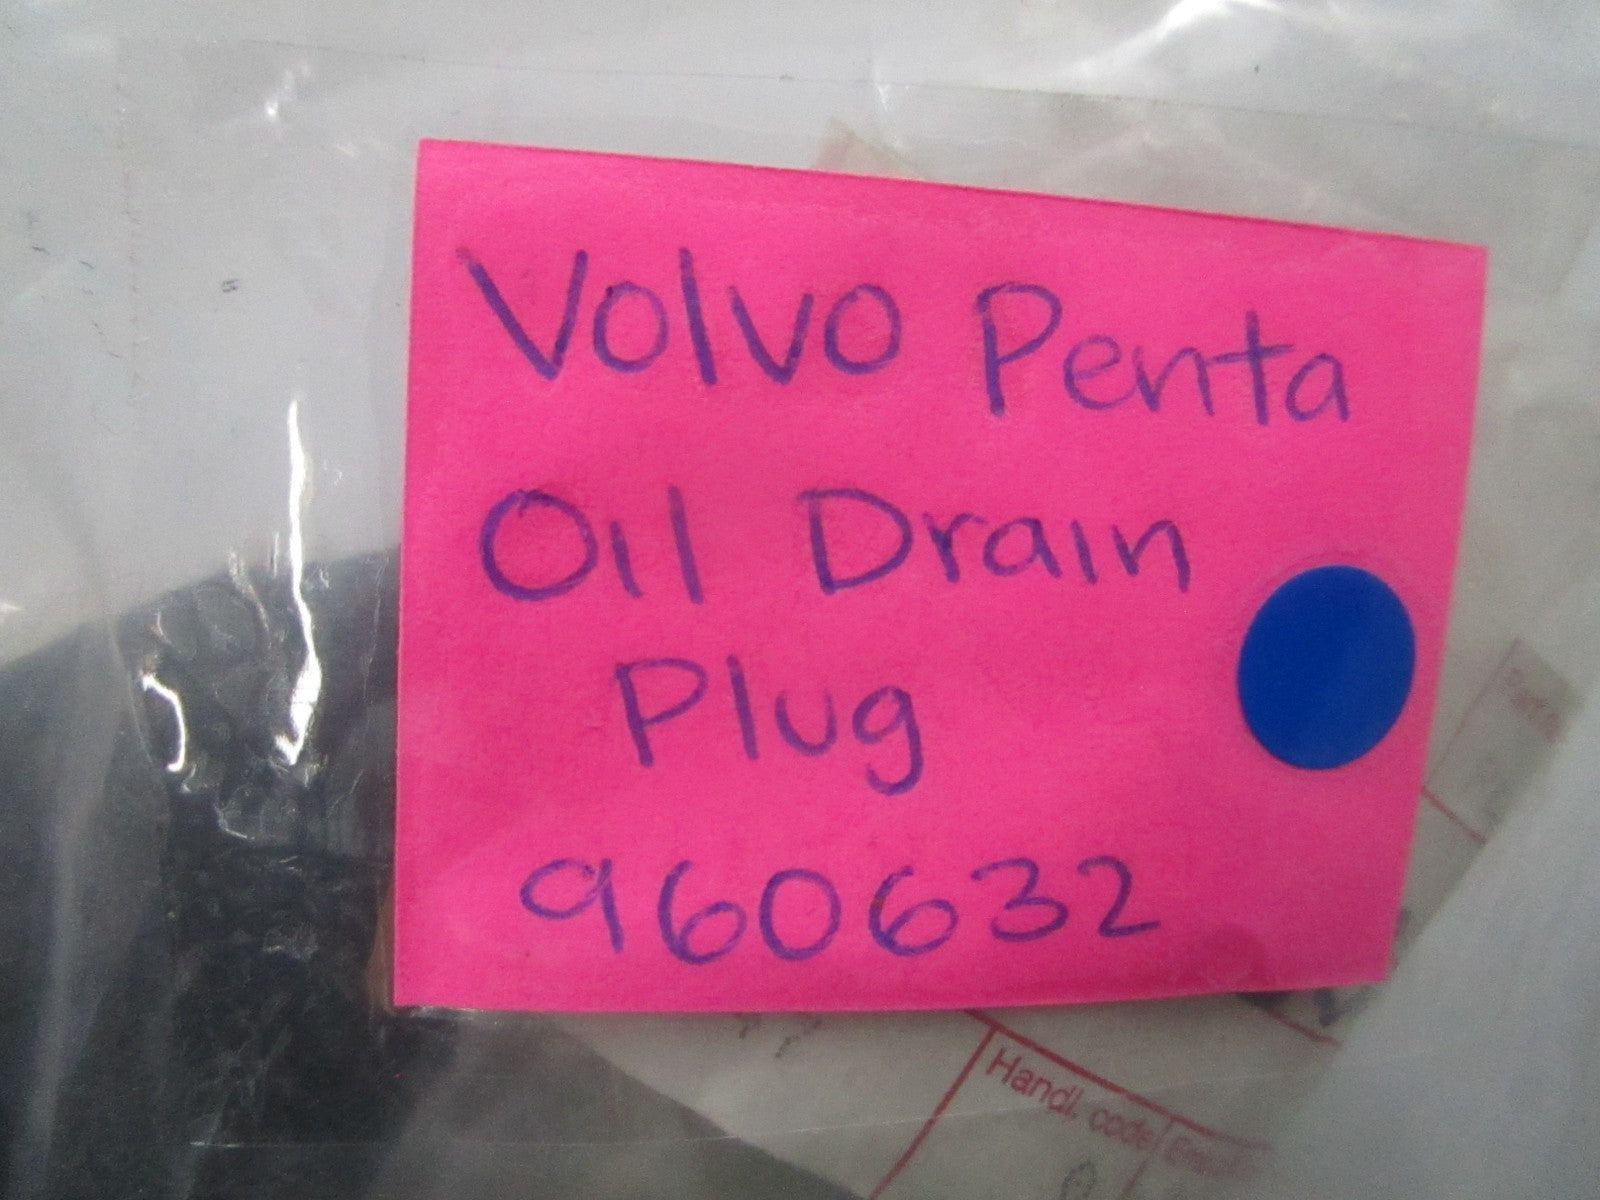 Volvo Penta
Oil Drain
Plug
960632
Handl. code